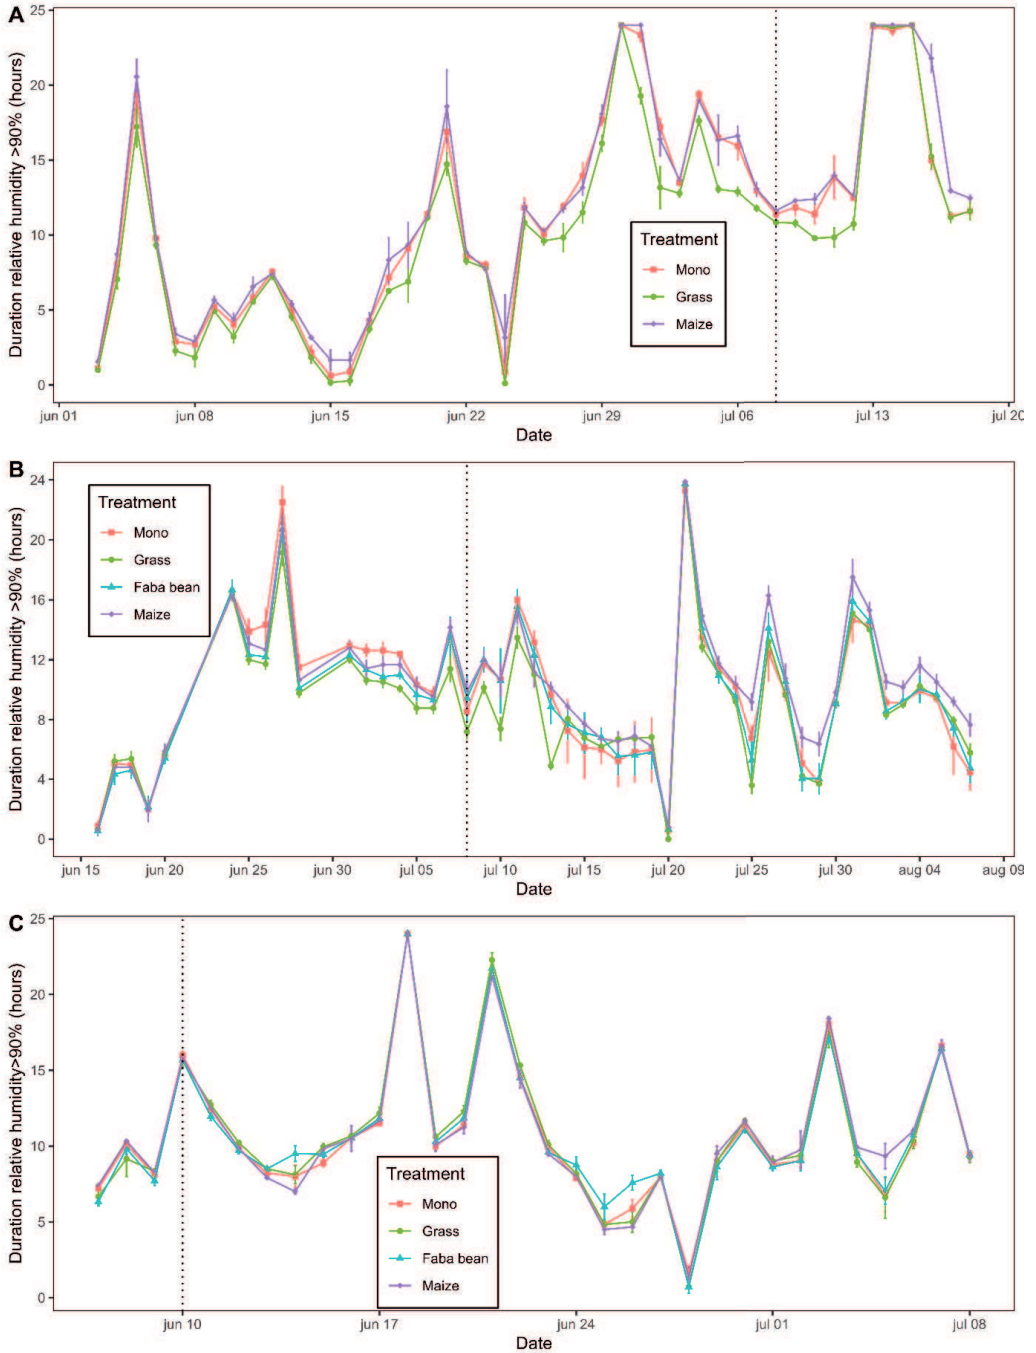 A
Duration relative humidity >90% (hours)
25
20
15
10
5
0
Treatment
Mono
Grass
Maize
jun 01 jun 08 jun 15 jun 22 jun 29 jul 06 jul 13 jul 20
Date
B
Duration relative humidity >90% (hours)
24
20
16
12
8
4
0
Treatment
Mono
Grass
Faba bean
Maize
jun 15 jun 20 jun 25 jun 30 jul 05 jul 10 jul 15 jul 20 jul 25 jul 30 aug 04 aug 09
Date
C
Duration relative humidity>90% (hours)
25
20
15
10
5
0
Treatment
Mono
Grass
Faba bean
Maize
jun 10 jun 17 jun 24 jul 01 jul 08
Date